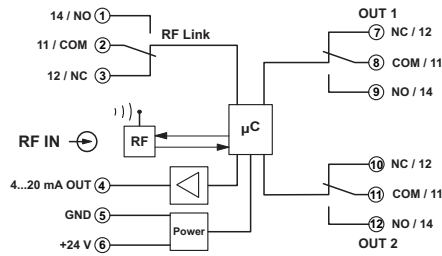 14 / NO 1
11 / COM 2
12 / NC 3
RF Link
OUT 1
7 NC / 12
8 COM / 11
9 NO / 14
µC
RF IN
RF
4...20 mA OUT 4
GND 5
+24 V 6
Power
10 NC / 12
11 COM / 11
12 NO / 14
OUT 2